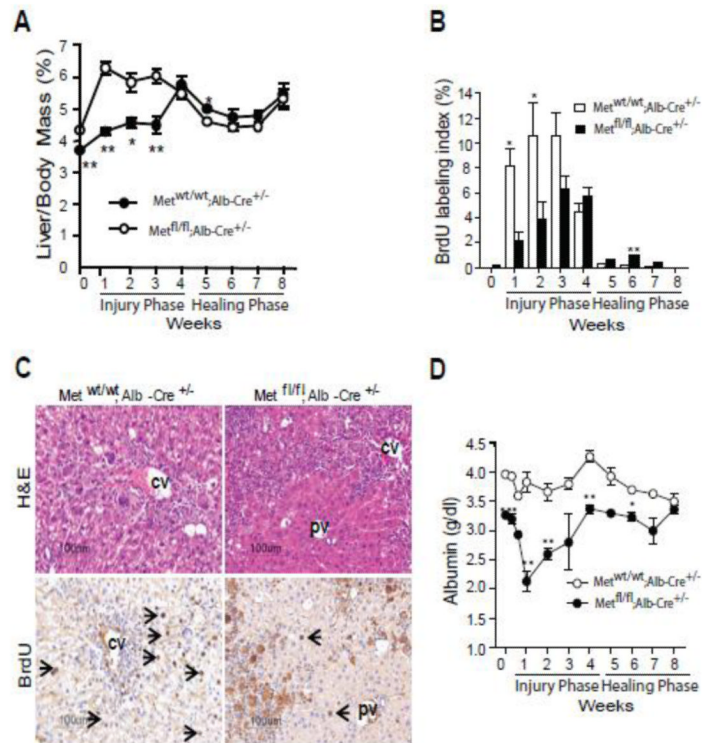 A
Liver/Body Mass (%)
7
6
5
4
3
2
1
0
*
**
**
*
**
Met wt/wt;Alb-Cre+/-
Met fl/fl;Alb-Cre+/-
0 1 2 3 4 5 6 7 8
Injury Phase Healing Phase
Weeks
B
BrdU labeling index (%)
14
12
10
8
6
4
2
0
*
*
**
Met wt/wt;Alb-Cre+/-
Met fl/fl;Alb-Cre+/-
0 1 2 3 4 5 6 7 8
Injury Phase Healing Phase
Weeks
C
Met wt/wt;Alb -Cre +/-
Met fl/fl;Alb -Cre +/-
H&E
cv
100um
cv
pv
100um
BrdU
cv
100um
pv
100um
D
Albumin (g/dl)
4.5
4.0
3.5
3.0
2.5
2.0
1.5
1.0
**
**
**
*
Met wt/wt;Alb-Cre+/-
Met fl/fl;Alb-Cre+/-
0 1 2 3 4 5 6 7 8
Injury Phase Healing Phase
Weeks